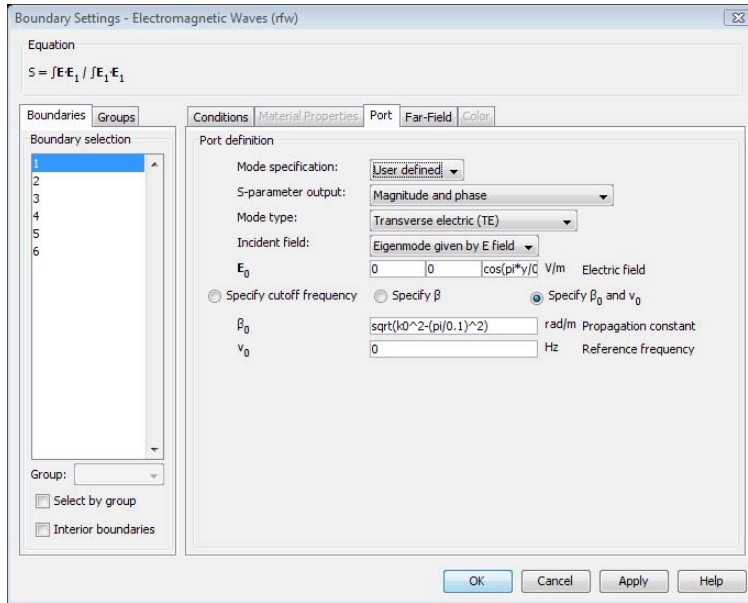 Boundary Settings - Electromagnetic Waves (rfw)
Equation
S = ∫E·E₁ / ∫E₁·E₁
Boundaries Groups
Conditions Material Properties Port Far-Field Color
Boundary selection
1
2
3
4
5
6
Group:
Select by group
Interior boundaries
Port definition
Mode specification: User defined
S-parameter output: Magnitude and phase
Mode type: Transverse electric (TE)
Incident field: Eigenmode given by E field
E₀ 0 0 cos(pi*y/0 V/m Electric field
Specify cutoff frequency Specify β Specify β₀ and ν₀
β₀ sqrt(k0^2-(pi/0.1)^2) rad/m Propagation constant
ν₀ 0 Hz Reference frequency
OK Cancel Apply Help